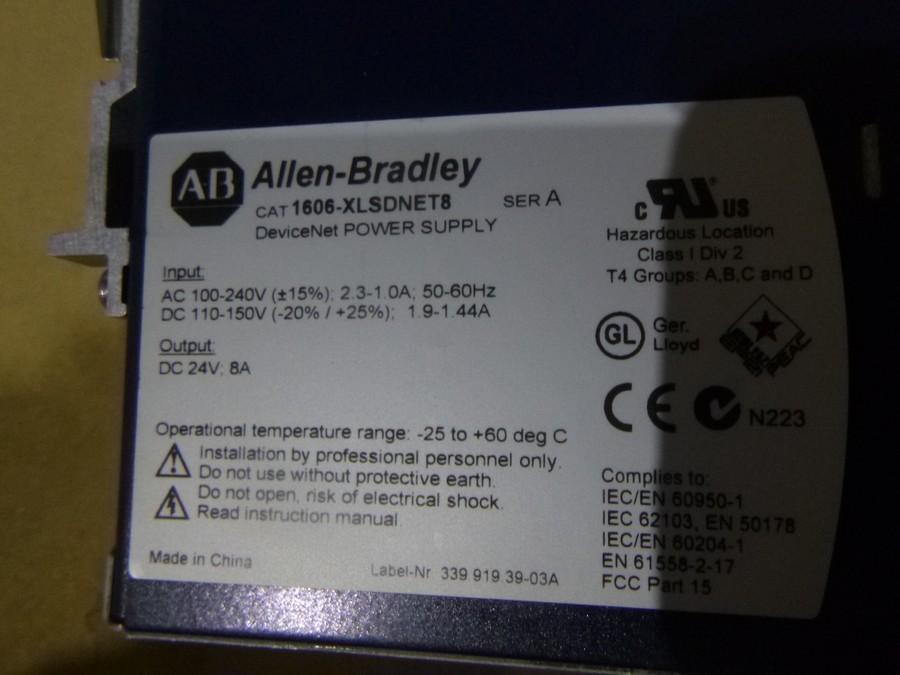 AB Allen-Bradley
CAT 1606-XLSDNET8 SER A
DeviceNet POWER SUPPLY
Input:
AC 100-240V (±15%); 2.3-1.0A; 50-60Hz
DC 110-150V (-20% / +25%); 1.9-1.44A
Output:
DC 24V; 8A
Operational temperature range: -25 to +60 deg C
Installation by professional personnel only.
Do not use without protective earth.
Do not open, risk of electrical shock.
Read instruction manual.
Made in China
Label-Nr 339 919 39-03A
c RU ® US
Hazardous Location
Class I Div 2
T4 Groups: A,B,C and D
GL Ger.
Lloyd
CE N223
Complies to:
IEC/EN 60950-1
IEC 62103, EN 50178
IEC/EN 60204-1
EN 61558-2-17
FCC Part 15